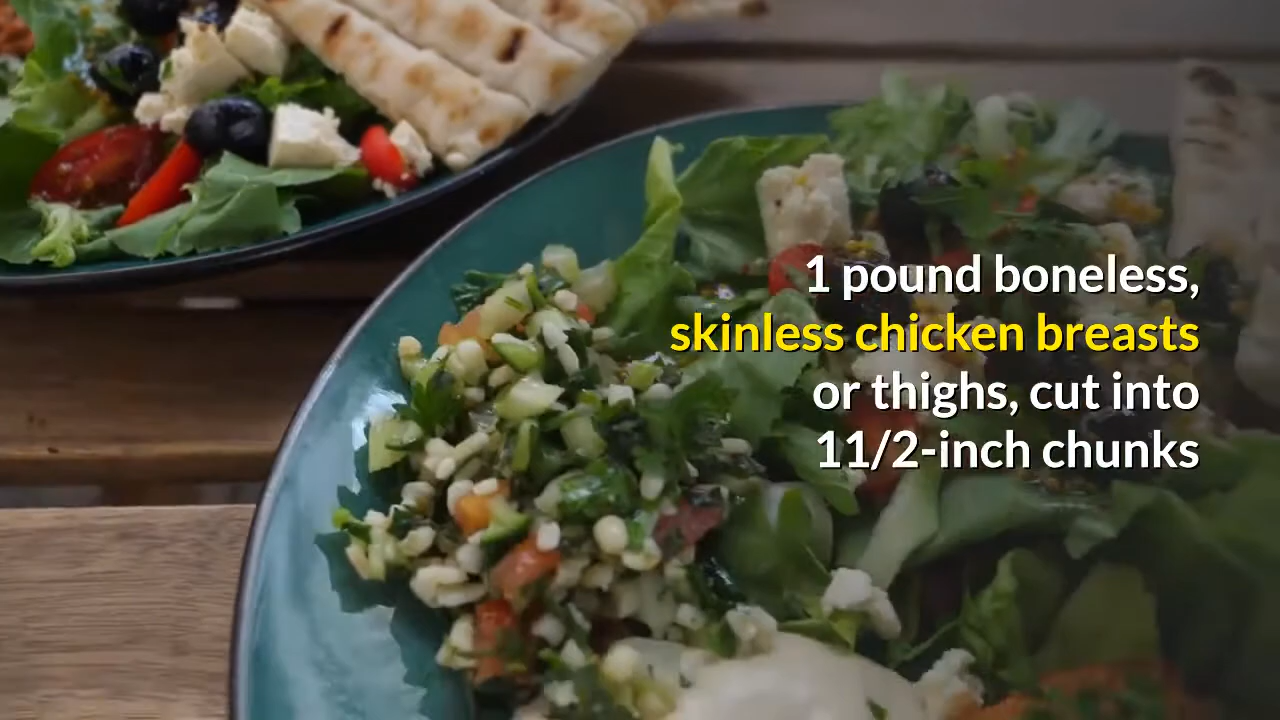 1 pound boneless,
skinless chicken breasts
or thighs, cut into
11/2-inch chunks